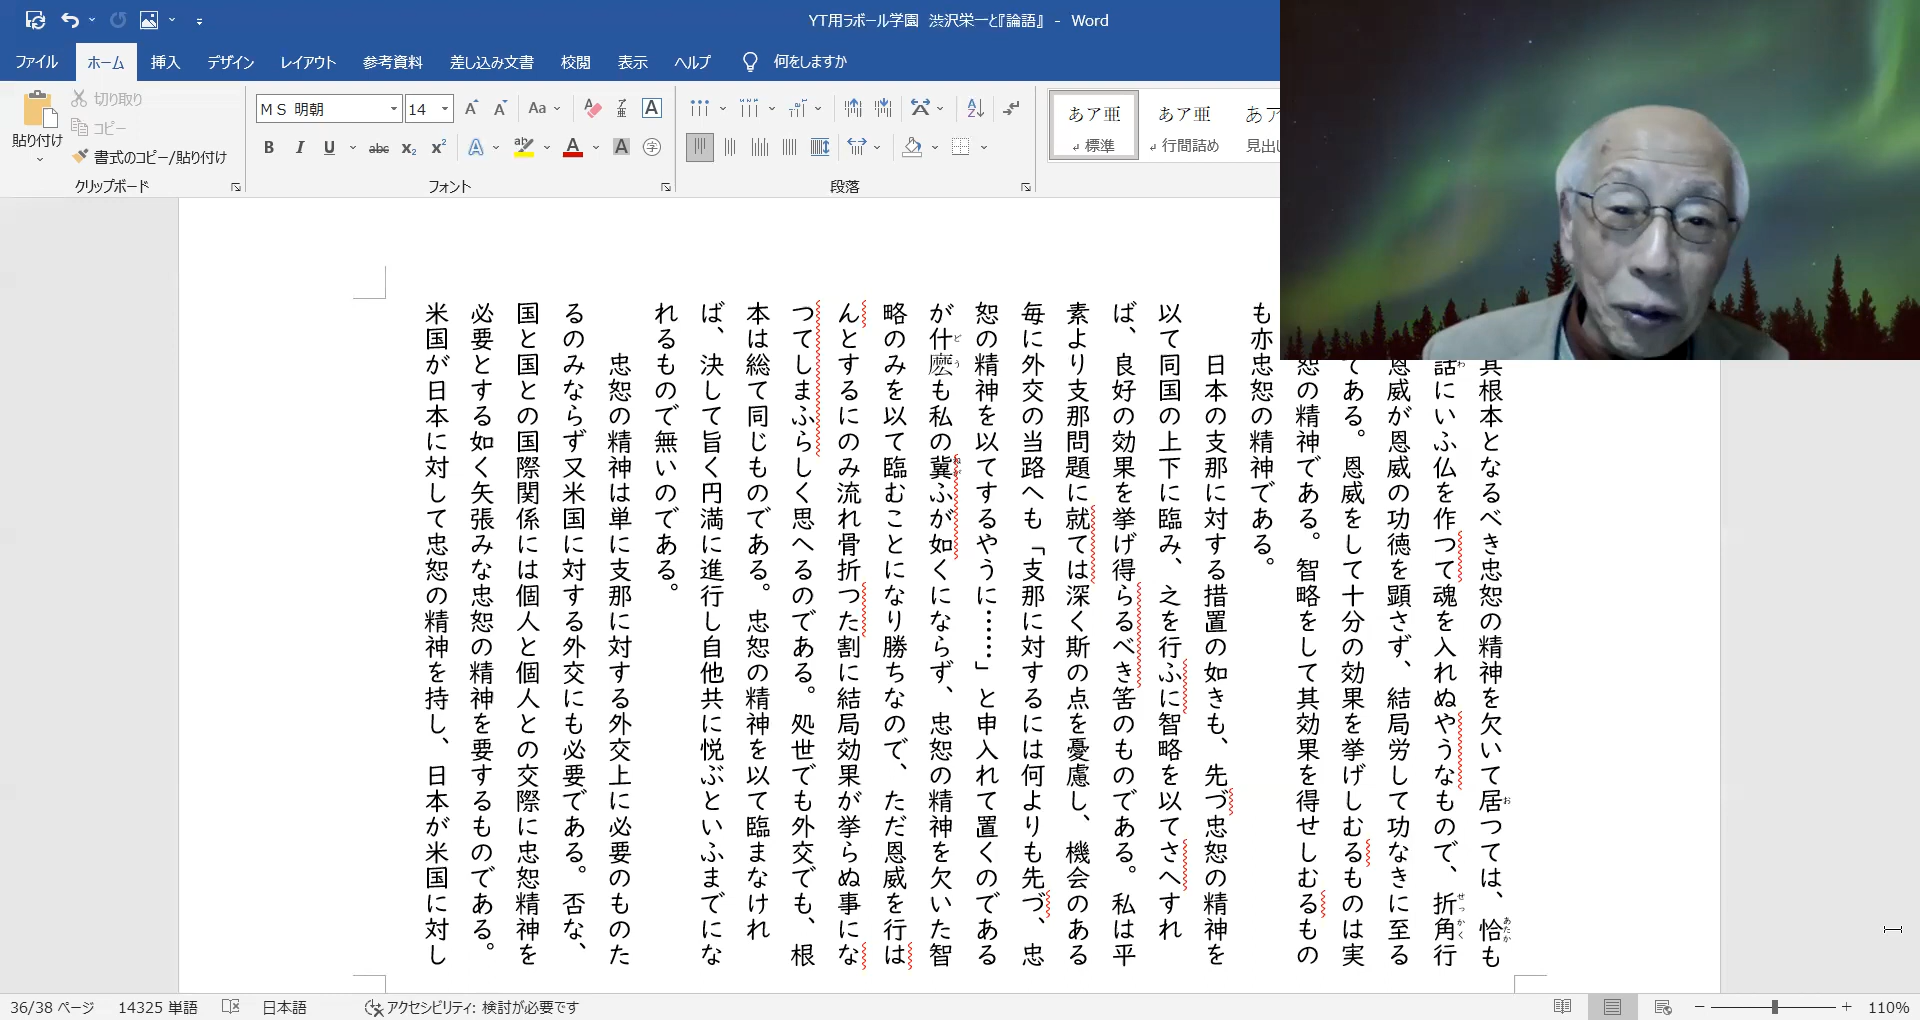 YT用ラボール学園 渋沢栄一と『論語』 - Word
ファイル ホーム 挿入 デザイン レイアウト 参考資料 差し込み文書 校閲 表示 ヘルプ 何をしますか
貼り付け
切り取り
コピー
書式のコピー/貼り付け
クリップボード
ＭＳ 明朝 14
フォント
段落
あア亜 標準
あア亜 行間詰め
あア 見出し
其根本となるべき忠恕の精神を欠いて居つては、恰も
話にいふ仏を作つて魂を入れぬやうなもので、折角行
恩威が恩威の功徳を顕さず、結局労して功なきに至る
てある。恩威をして十分の効果を挙げしむるものは実
恕の精神である。智略をして其効果を得せしむるもの
も亦忠恕の精神である。
日本の支那に対する措置の如きも、先づ忠恕の精神を
以て同国の上下に臨み、之を行ふに智略を以てさへすれ
ば、良好の効果を挙げ得らるべき筈のものである。私は平
素より支那問題に就ては深く斯の点を憂慮し、機会のある
毎に外交の当路へも「支那に対するには何よりも先づ、忠
恕の精神を以てするやうに……」と申入れて置くのである
が什麼も私の冀ふが如くにならず、忠恕の精神を欠いた智
略のみを以て臨むことになり勝ちなので、ただ恩威を行は
んとするにのみ流れ骨折つた割に結局効果が挙らぬ事にな
つてしまふらしく思へるのである。処世でも外交でも、根
本は総て同じものである。忠恕の精神を以て臨まなけれ
ば、決して旨く円満に進行し自他共に悦ぶといふまでにな
れるもので無いのである。
忠恕の精神は単に支那に対する外交上に必要のものた
るのみならず又米国に対する外交にも必要である。否な、
国と国との国際関係には個人と個人との交際に忠恕精神を
必要とする如く矢張みな忠恕の精神を要するものである。
米国が日本に対して忠恕の精神を持し、日本が米国に対し
36/38 ページ 14325 単語 日本語 アクセシビリティ: 検討が必要です 110%